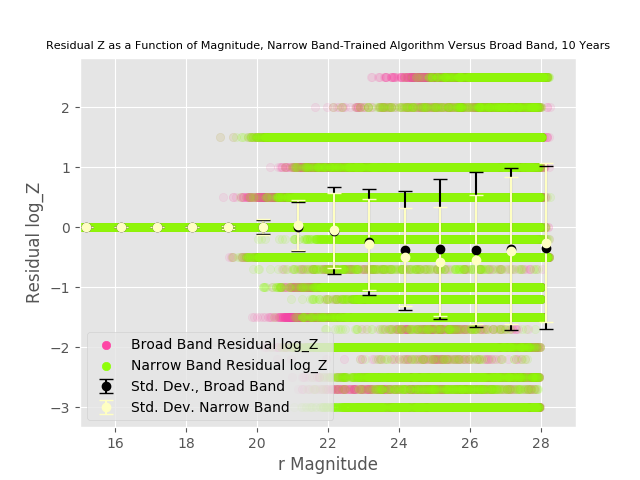 Residual Z as a Function of Magnitude, Narrow Band-Trained Algorithm Versus Broad Band, 10 Years
Residual log_Z
2
1
0
−1
−2
−3
Broad Band Residual log_Z
Narrow Band Residual log_Z
Std. Dev., Broad Band
Std. Dev. Narrow Band
16
18
20
22
24
26
28
r Magnitude